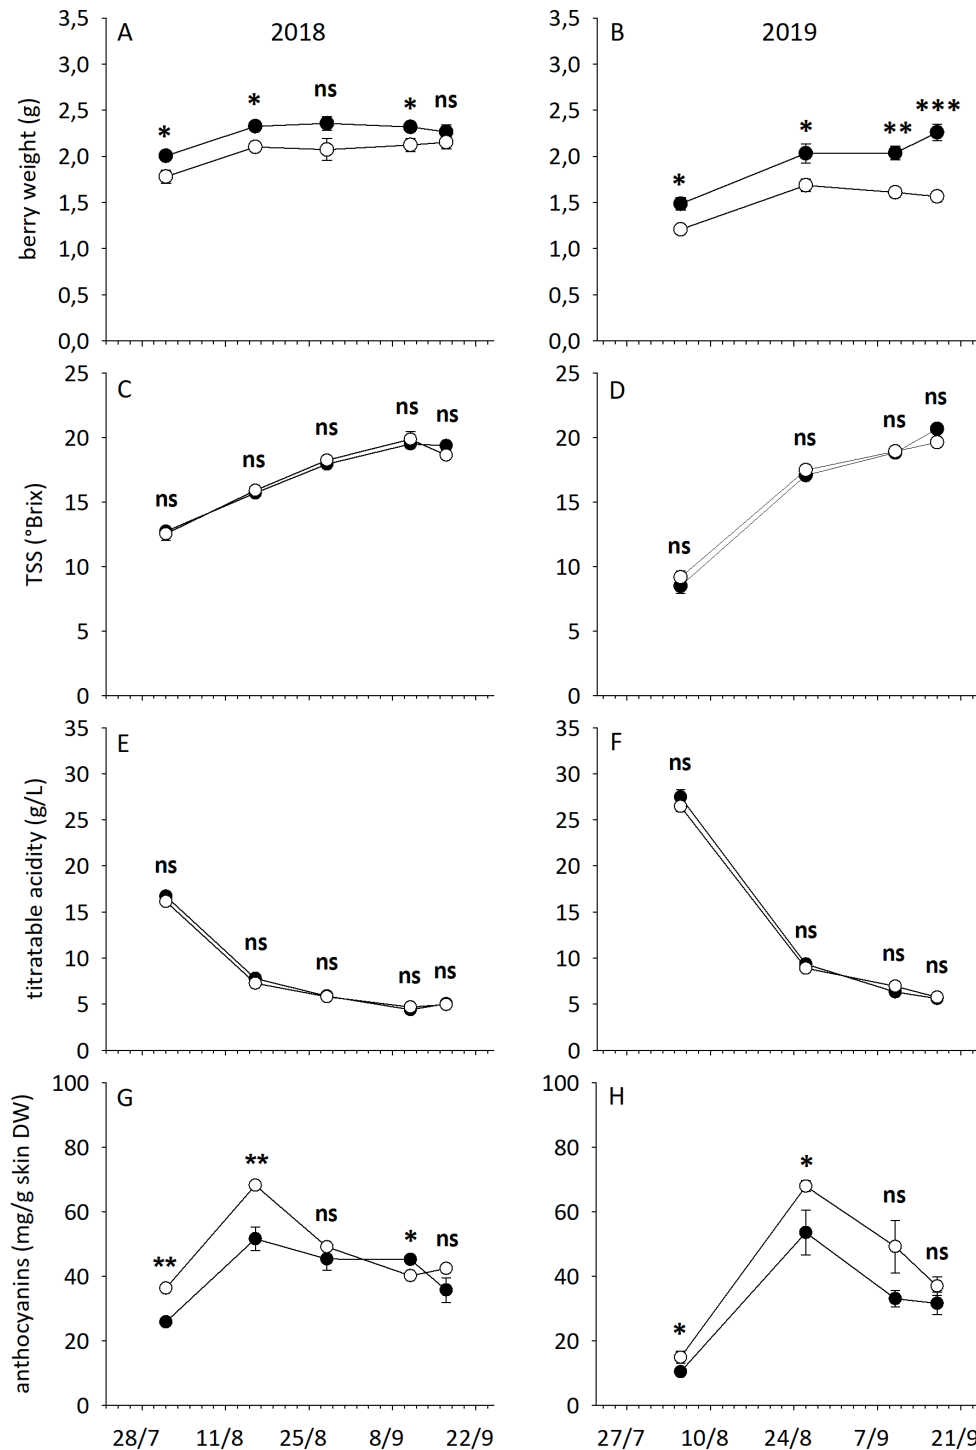 A 2018
B 2019
berry weight (g)
3,5
3,0
2,5
2,0
1,5
1,0
0,5
0,0
* * ns * ns
3,5
3,0
2,5
2,0
1,5
1,0
0,5
0,0
* * ** ***
C
TSS (°Brix)
25
20
15
10
5
0
ns ns ns ns ns
D
25
20
15
10
5
0
ns ns ns ns
E
titratable acidity (g/L)
35
30
25
20
15
10
5
0
ns ns ns ns ns
F
35
30
25
20
15
10
5
0
ns ns ns ns
G
anthocyanins (mg/g skin DW)
100
80
60
40
20
0
** ** ns * ns
28/7 11/8 25/8 8/9 22/9
H
100
80
60
40
20
0
* * ns ns
27/7 10/8 24/8 7/9 21/9